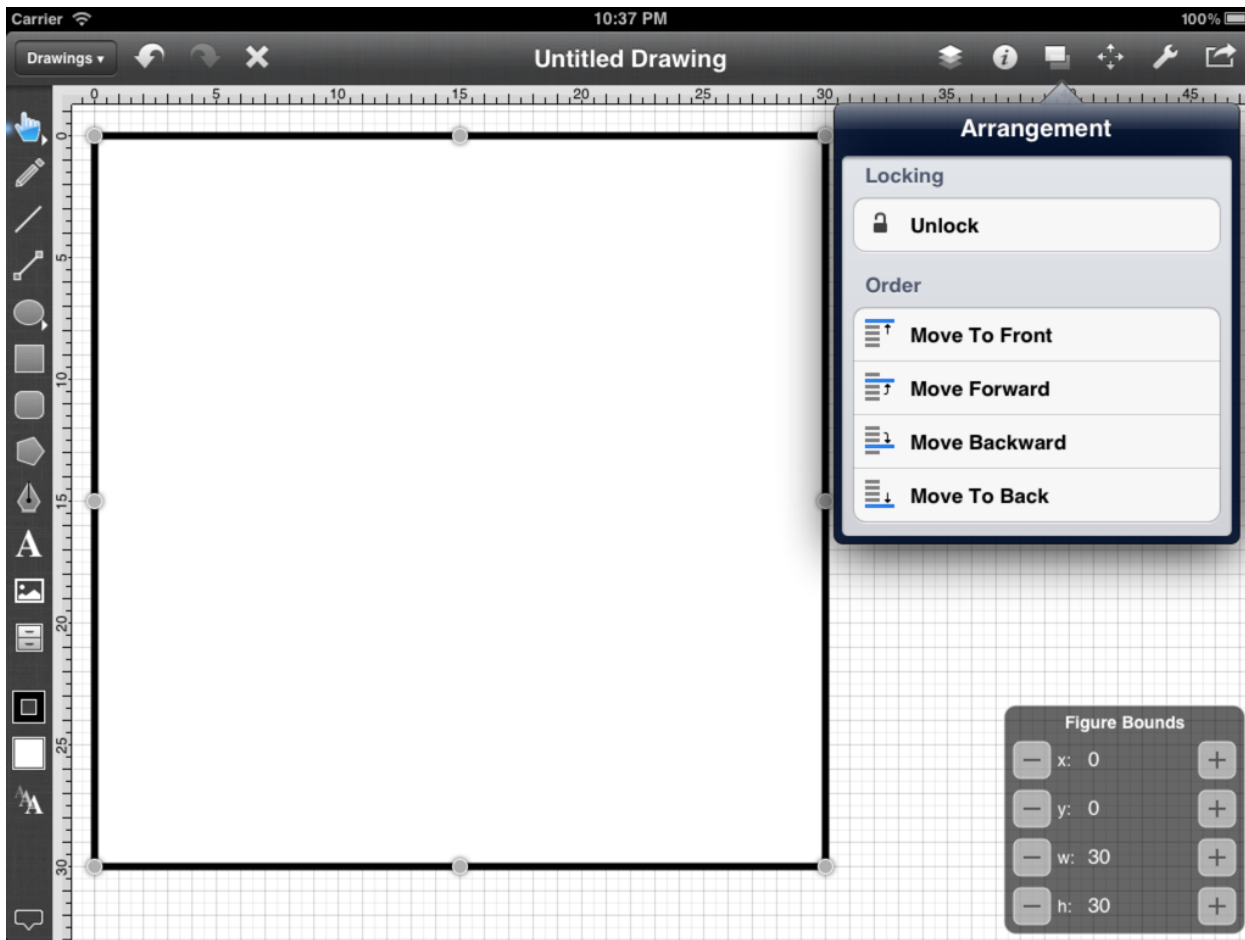 Carrier 10:37 PM 100%
Drawings ▾ Untitled Drawing
0 5 10 15 20 25 30 35 45
0
5
10
15
20
25
30
Arrangement
Locking
Unlock
Order
Move To Front
Move Forward
Move Backward
Move To Back
A
AAA
Figure Bounds
− x: 0 +
− y: 0 +
− w: 30 +
− h: 30 +